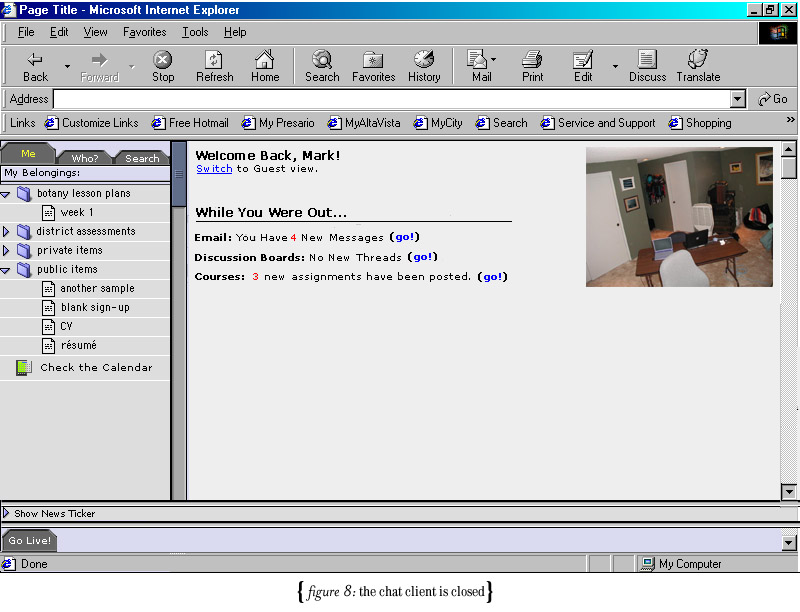 Page Title - Microsoft Internet Explorer
File Edit View Favorites Tools Help
Back Forward Stop Refresh Home Search Favorites History Mail Print Edit Discuss Translate
Address Go
Links Customize Links Free Hotmail My Presario MyAltaVista MyCity Search Service and Support Shopping »
Me Who? Search
My Belongings:
botany lesson plans
week 1
district assessments
private items
public items
another sample
blank sign-up
CV
résumé
Check the Calendar
Welcome Back, Mark!
Switch to Guest view.
While You Were Out...
Email: You Have 4 New Messages (go!)
Discussion Boards: No New Threads (go!)
Courses: 3 new assignments have been posted. (go!)
Show News Ticker
Go Live!
Done My Computer
{ figure 8: the chat client is closed }